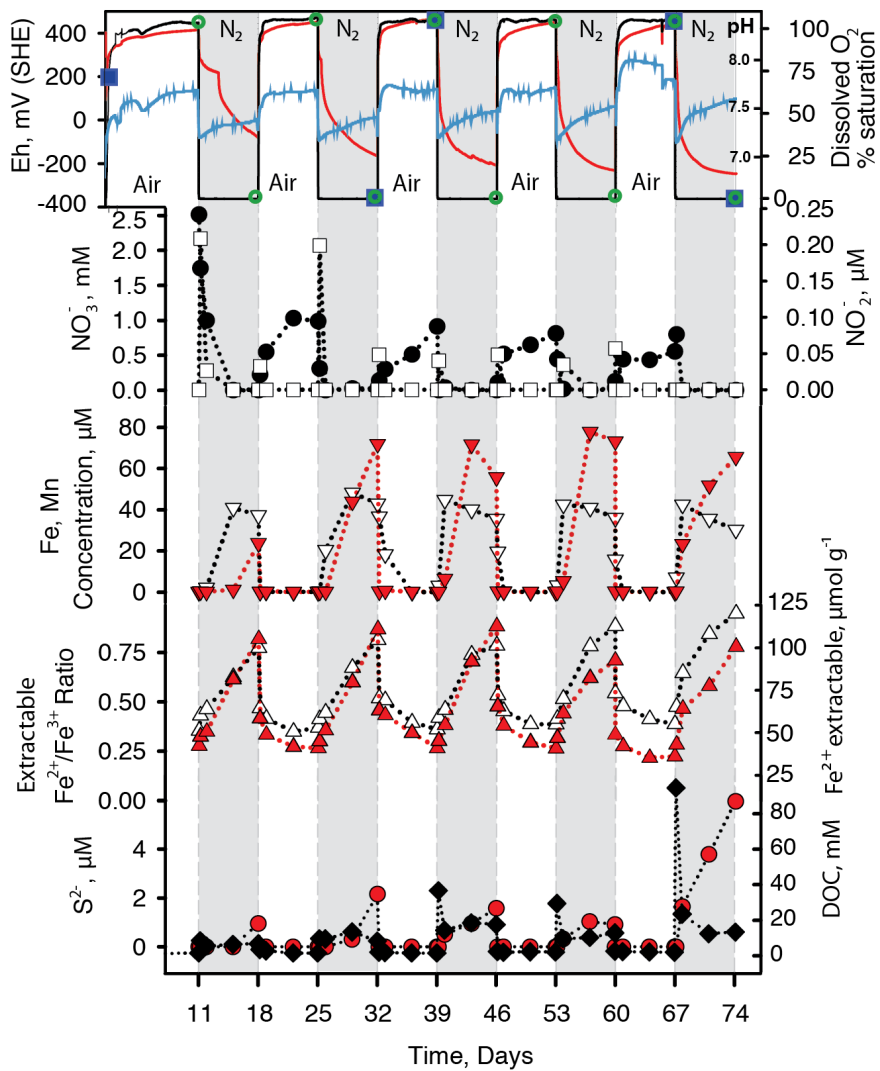 N₂ N₂ N₂ N₂ N₂
pH
Air Air Air Air Air
Eh, mV (SHE)
400
200
0
-200
-400
8.0
7.5
7.0
100
75
50
25
0
Dissolved O₂
% saturation
NO₃⁻, mM
2.5
2.0
1.5
1.0
0.5
0.0
0.25
0.20
0.15
0.10
0.05
0.00
NO₂⁻, µM
Fe, Mn
Concentration, µM
80
60
40
20
0
Extractable
Fe²⁺/Fe³⁺ Ratio
0.75
0.50
0.25
0.00
125
100
75
50
25
Fe²⁺ extractable, µmol g⁻¹
S²⁻, µM
4
2
0
80
60
40
20
0
DOC, mM
11 18 25 32 39 46 53 60 67 74
Time, Days